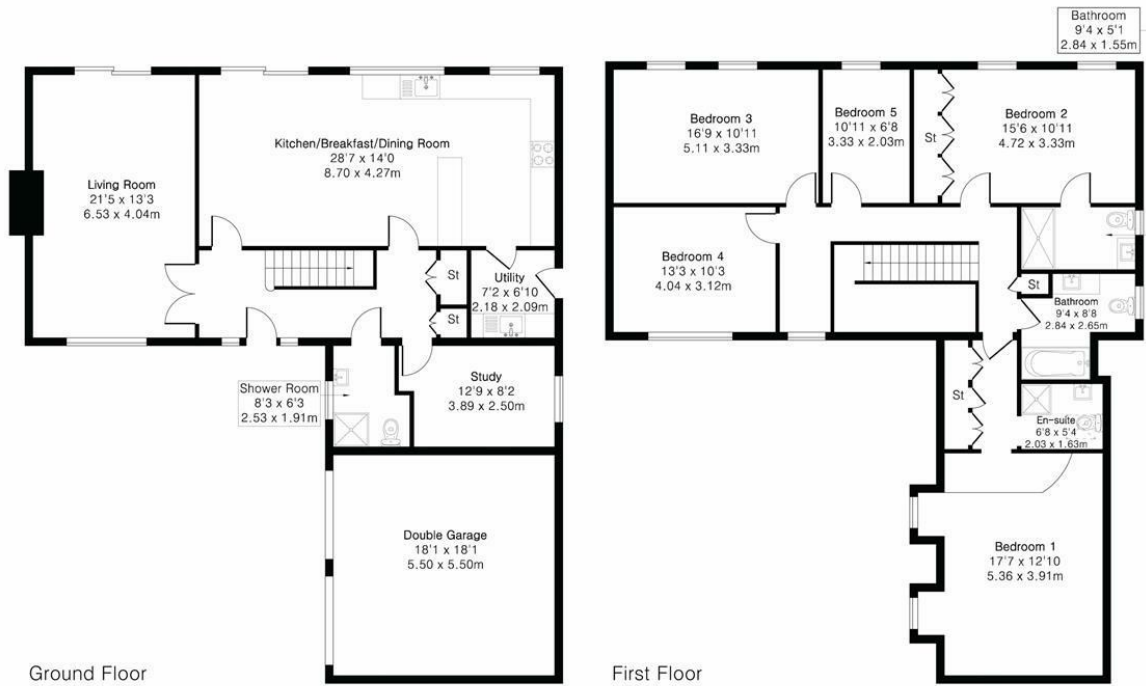 Living Room
21'5 x 13'3
6.53 x 4.04m
Kitchen/Breakfast/Dining Room
28'7 x 14'0
8.70 x 4.27m
St
St
Utility
7'2 x 6'10
2.18 x 2.09m
Shower Room
8'3 x 6'3
2.53 x 1.91m
Study
12'9 x 8'2
3.89 x 2.50m
Double Garage
18'1 x 18'1
5.50 x 5.50m
Ground Floor
Bathroom
9'4 x 5'1
2.84 x 1.55m
Bedroom 3
16'9 x 10'11
5.11 x 3.33m
Bedroom 5
10'11 x 6'8
3.33 x 2.03m
St
Bedroom 2
15'6 x 10'11
4.72 x 3.33m
Bedroom 4
13'3 x 10'3
4.04 x 3.12m
St
Bathroom
9'4 x 8'8
2.84 x 2.65m
St
En-suite
6'8 x 5'4
2.03 x 1.63m
Bedroom 1
17'7 x 12'10
5.36 x 3.91m
First Floor